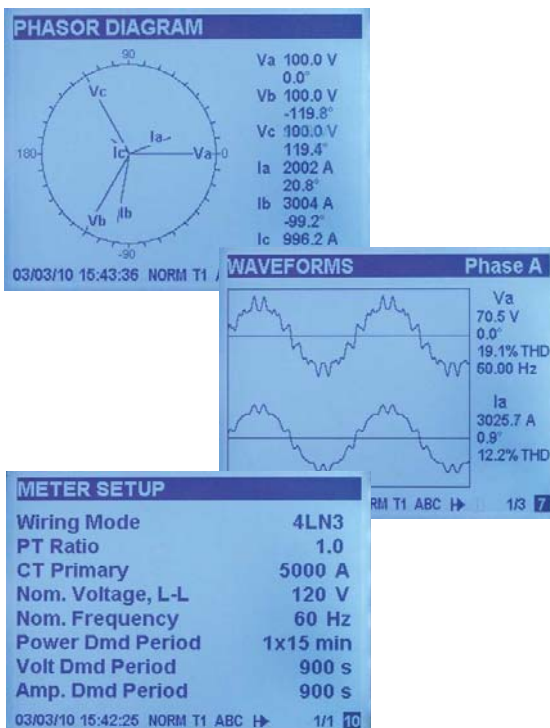 PHASOR DIAGRAM
90
180
0
-90
Va
Vb
Vc
Ia
Ib
Ic
Va 100.0 V
0.0°
Vb 100.0 V
-119.8°
Vc 100.0 V
119.4°
Ia 2002 A
20.8°
Ib 3004 A
-99.2°
Ic 996.2 A
03/03/10 15:43:36 NORM T1
WAVEFORMS Phase A
Va
70.5 V
0.0°
19.1% THD
60.00 Hz
Ia
3025.7 A
0.9°
12.2% THD
T1 ABC 1/3 7
METER SETUP
Wiring Mode 4LN3
PT Ratio 1.0
CT Primary 5000 A
Nom. Voltage, L-L 120 V
Nom. Frequency 60 Hz
Power Dmd Period 1x15 min
Volt Dmd Period 900 s
Amp. Dmd Period 900 s
03/03/10 15:42:25 NORM T1 ABC 1/1 10